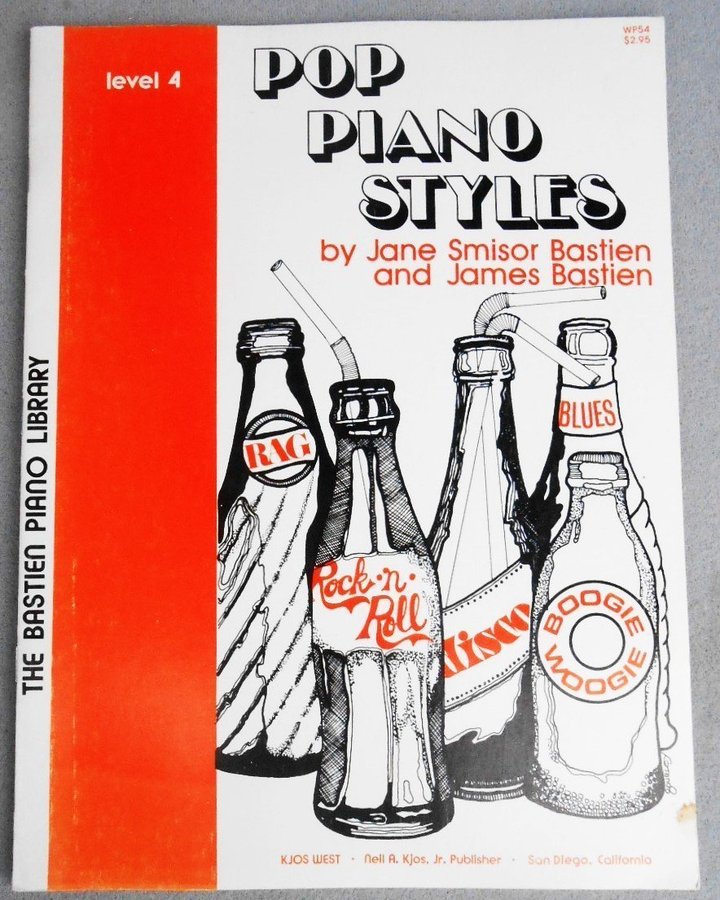 WP54
$2.95
level 4
POP
PIANO
STYLES
by Jane Smisor Bastien
and James Bastien
THE BASTIEN PIANO LIBRARY
RAG
Rock·n·
Roll
Disco
BLUES
BOOGIE
WOOGIE
KJOS WEST · Neil A. Kjos, Jr. Publisher · San Diego, California